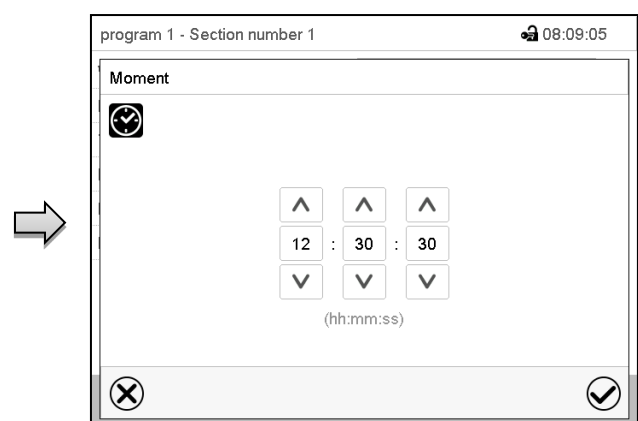 program 1 - Section number 1 08:09:05
Moment
12 : 30 : 30
(hh:mm:ss)